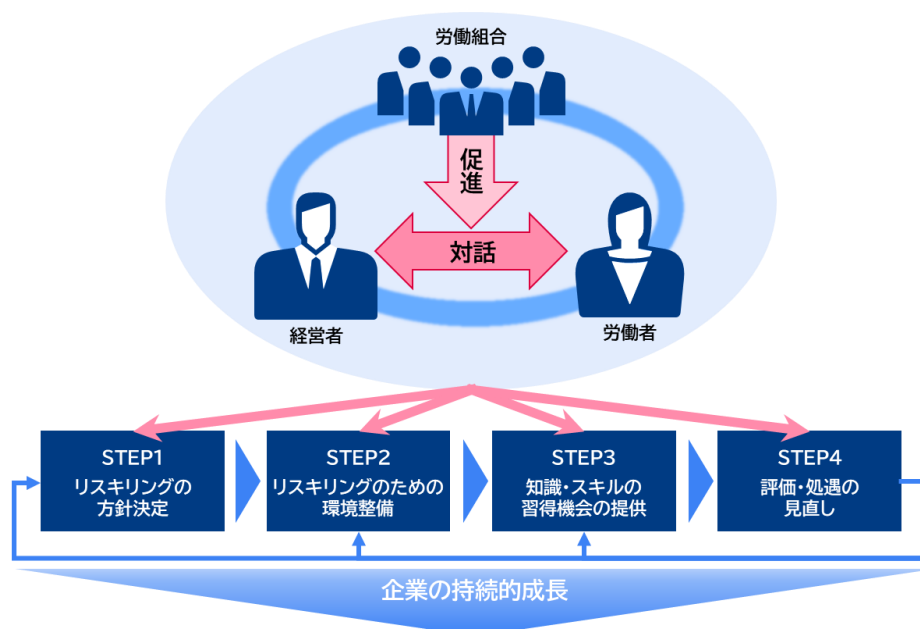 労働組合
促進
対話
経営者
労働者
STEP1
リスキリングの
方針決定
STEP2
リスキリングのための
環境整備
STEP3
知識・スキルの
習得機会の提供
STEP4
評価・処遇の
見直し
企業の持続的成長